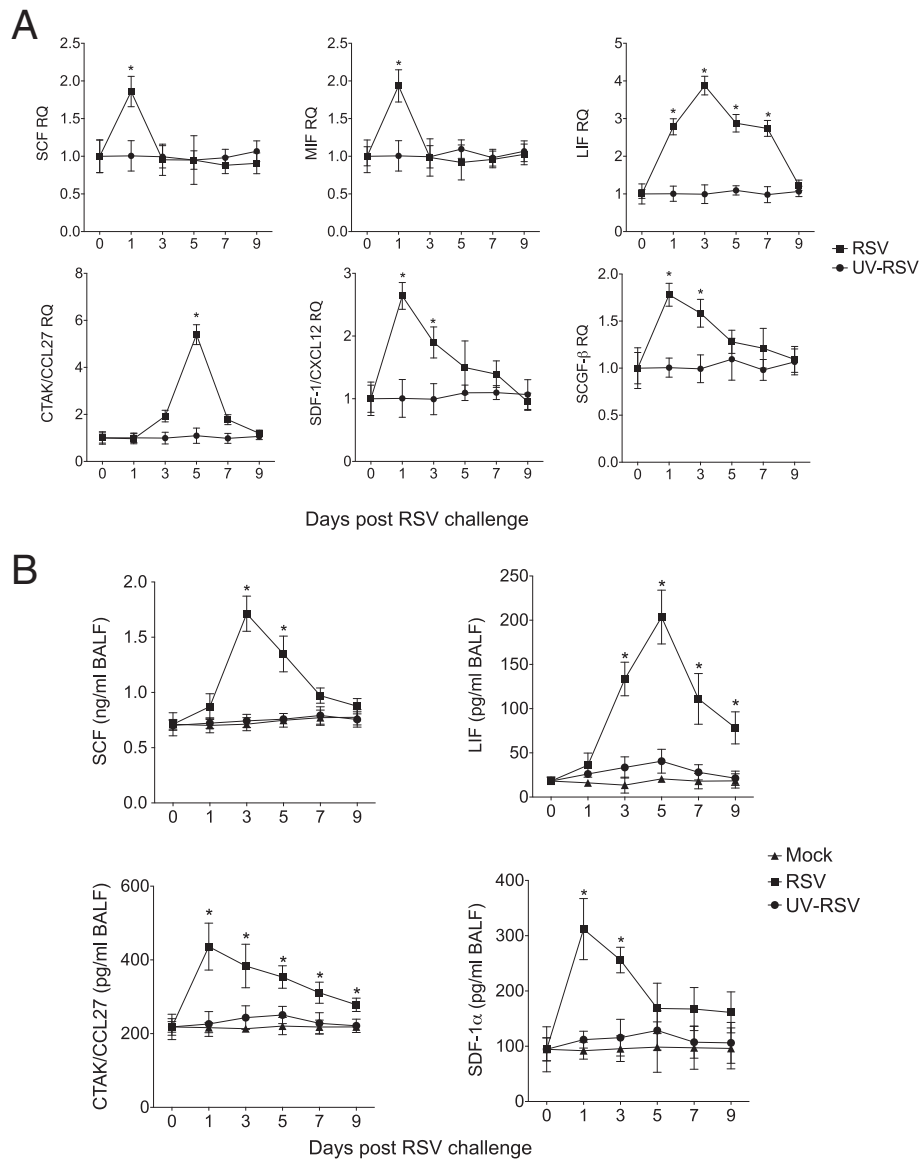 A
SCF RQ
2.5
2.0
1.5
1.0
0.5
0.0
0 1 3 5 7 9
MIF RQ
2.5
2.0
1.5
1.0
0.5
0.0
0 1 3 5 7 9
LIF RQ
5
4
3
2
1
0
0 1 3 5 7 9
RSV
UV-RSV
CTAK/CCL27 RQ
8
6
4
2
0
0 1 3 5 7 9
SDF-1/CXCL12 RQ
3
2
1
0
0 1 3 5 7 9
SCGF-β RQ
2.0
1.5
1.0
0.5
0.0
0 1 3 5 7 9
* * * * * *
* * * * *
Days post RSV challenge
B
SCF (ng/ml BALF)
2.0
1.5
1.0
0.5
0.0
* *
0 1 3 5 7 9
LIF (pg/ml BALF)
250
200
150
100
50
0
* * * *
0 1 3 5 7 9
Mock
RSV
UV-RSV
CTAK/CCL27 (pg/ml BALF)
600
400
200
0
* * * * *
0 1 3 5 7 9
SDF-1α (pg/ml BALF)
400
300
200
100
0
* *
0 1 3 5 7 9
Days post RSV challenge